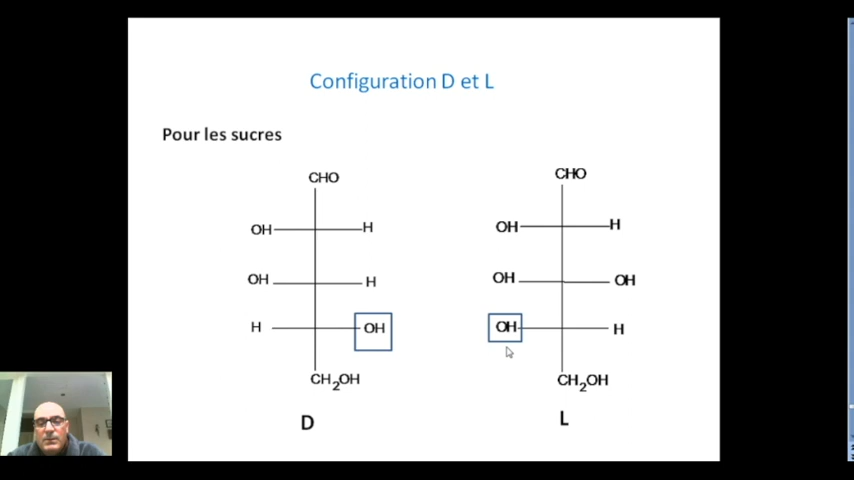 Configuration D et L
Pour les sucres
CHO
OH H
OH H
H OH
CH2OH
D
CHO
OH H
OH OH
OH H
CH2OH
L